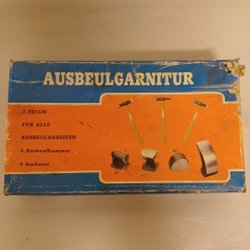 AUSBEULGARNITUR
7-TEILIG
FÜR ALLE
AUSBEULARBEITEN
3 Ausbeulhämmer
4 Ambosse